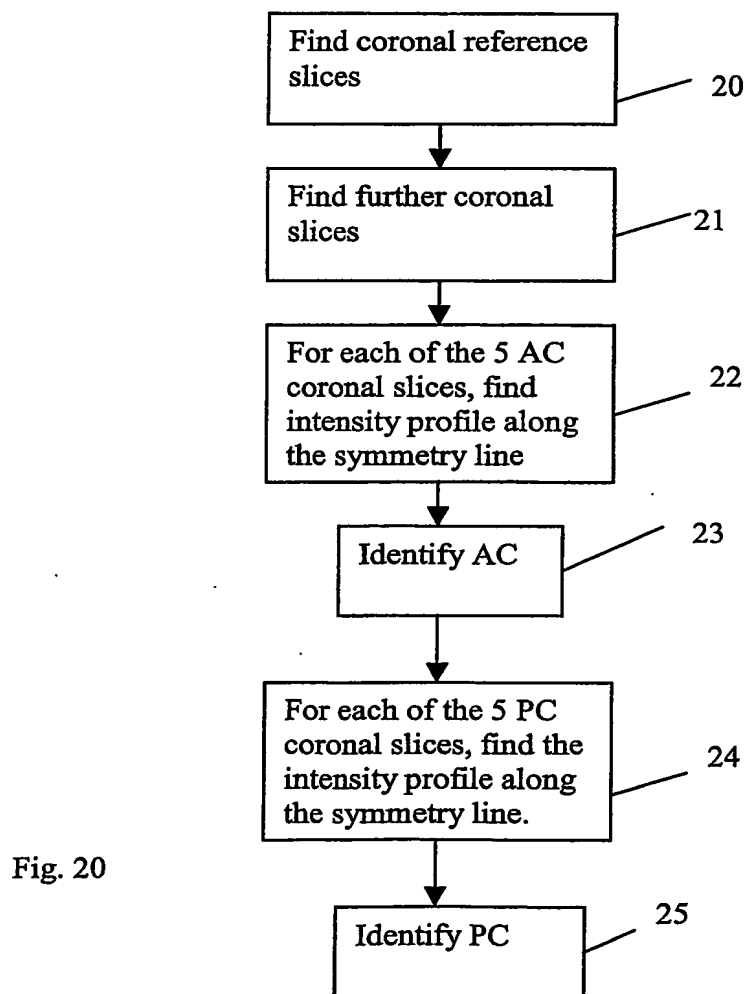 Find coronal reference
slices
20
Find further coronal
slices
21
For each of the 5 AC
coronal slices, find
intensity profile along
the symmetry line
22
Identify AC
23
For each of the 5 PC
coronal slices, find the
intensity profile along
the symmetry line.
24
Fig. 20
Identify PC
25